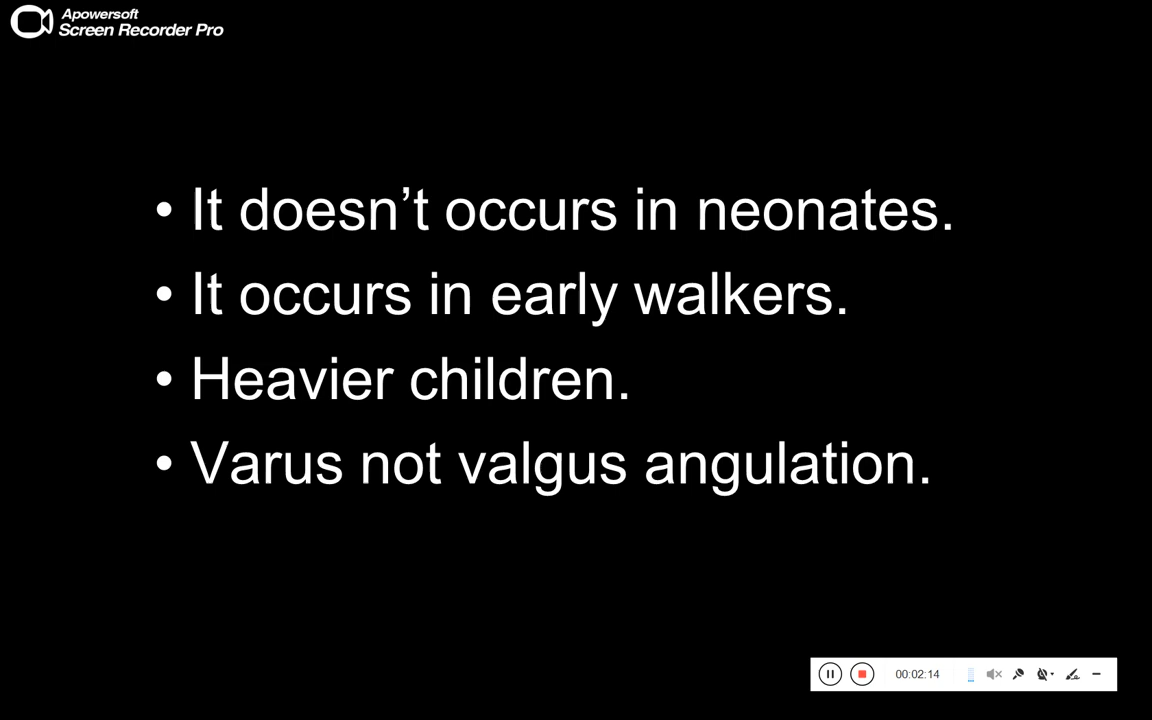 Apowersoft
Screen Recorder Pro
• It doesn’t occurs in neonates.
• It occurs in early walkers.
• Heavier children.
• Varus not valgus angulation.
00:02:14